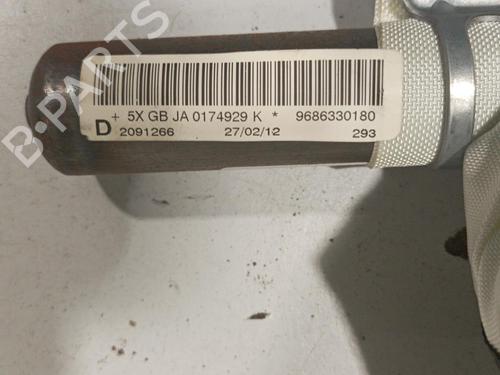 + 5X GB JA 0174929 K * 9686330180
D 2091266 27/02/12 293
B-PARTS